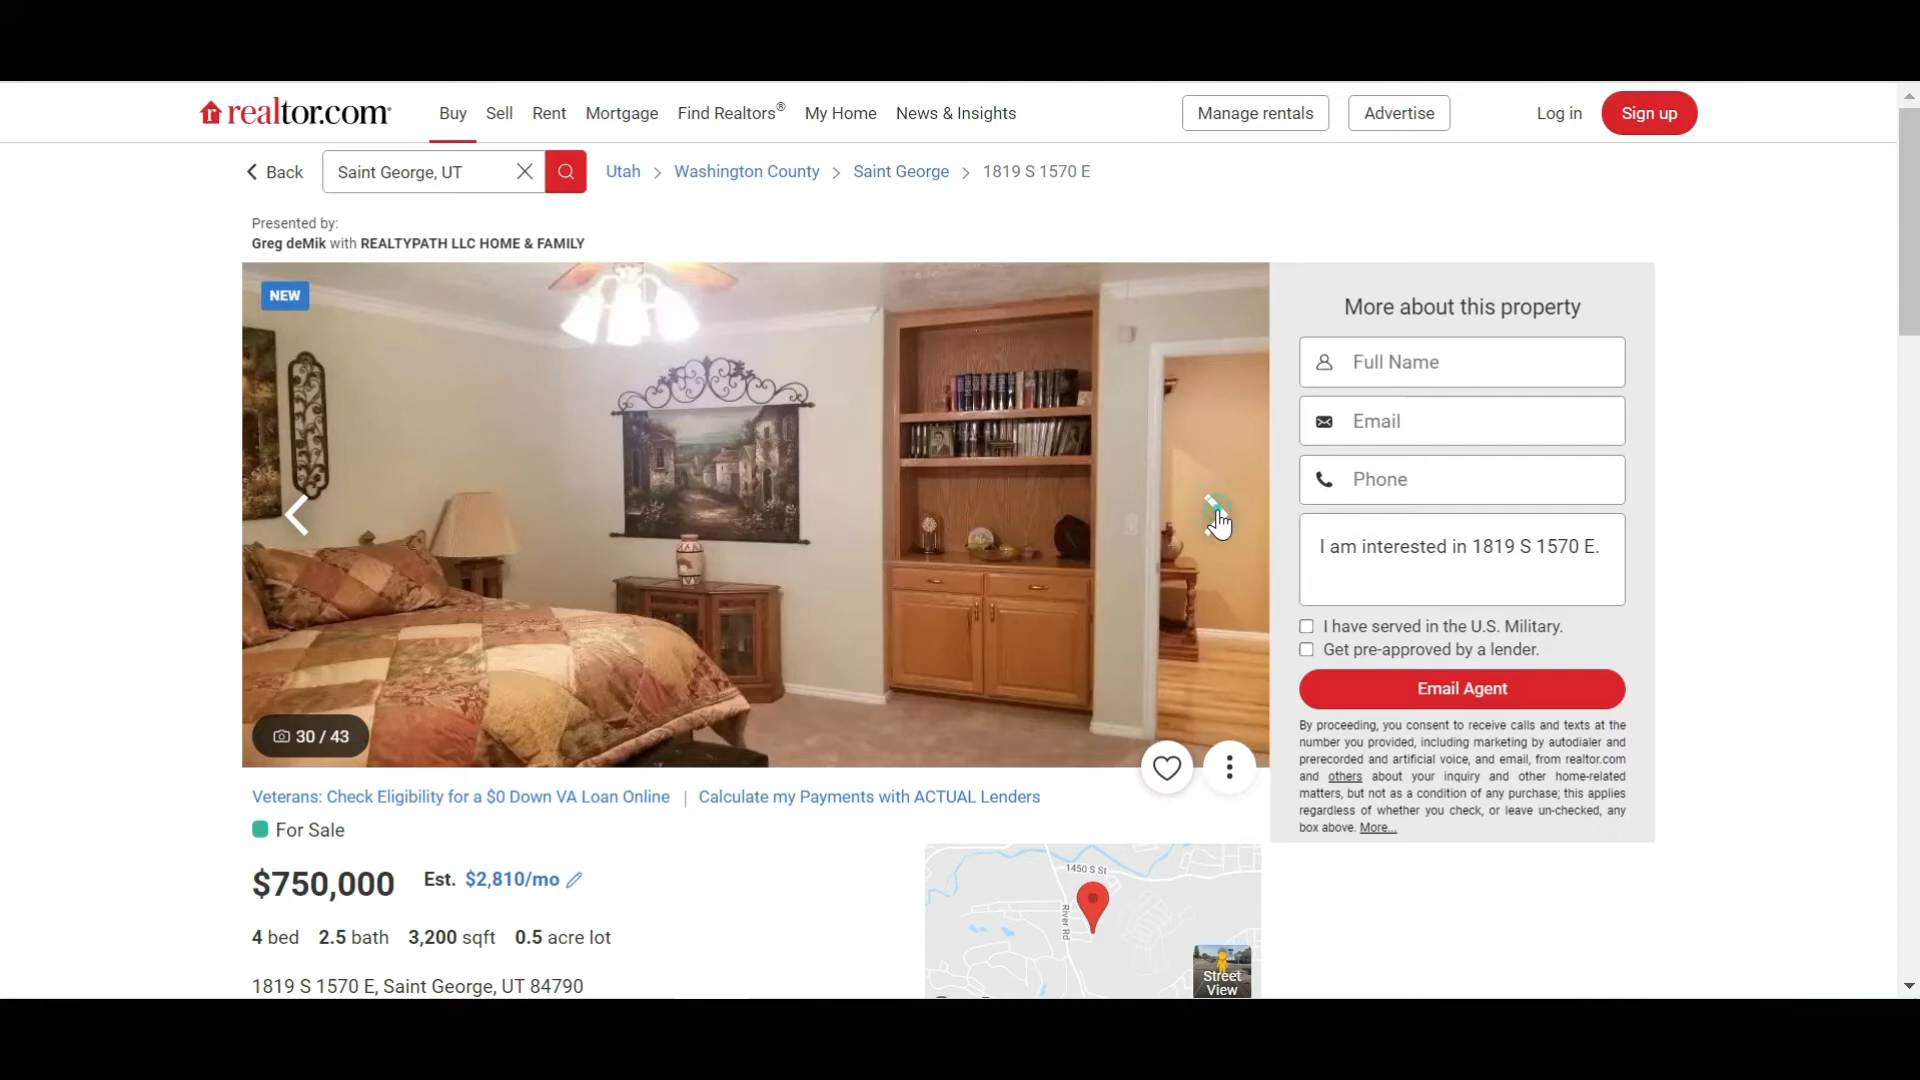 realtor.com®
Buy Sell Rent Mortgage Find Realtors® My Home News & Insights
Manage rentals Advertise Log in Sign up
Back Saint George, UT Utah > Washington County > Saint George > 1819 S 1570 E
Presented by:
Greg deMik with REALTYPATH LLC HOME & FAMILY
NEW
30 / 43
More about this property
Full Name
Email
Phone
I am interested in 1819 S 1570 E.
I have served in the U.S. Military.
Get pre-approved by a lender.
Email Agent
By proceeding, you consent to receive calls and texts at the
number you provided, including marketing by autodialer and
prerecorded and artificial voice, and email, from realtor.com
and others about your inquiry and other home-related
matters, but not as a condition of any purchase; this applies
regardless of whether you check, or leave un-checked, any
box above. More...
Veterans: Check Eligibility for a $0 Down VA Loan Online | Calculate my Payments with ACTUAL Lenders
For Sale
$750,000 Est. $2,810/mo
4 bed 2.5 bath 3,200 sqft 0.5 acre lot
1819 S 1570 E, Saint George, UT 84790
1450 S St
River Rd
Street
View